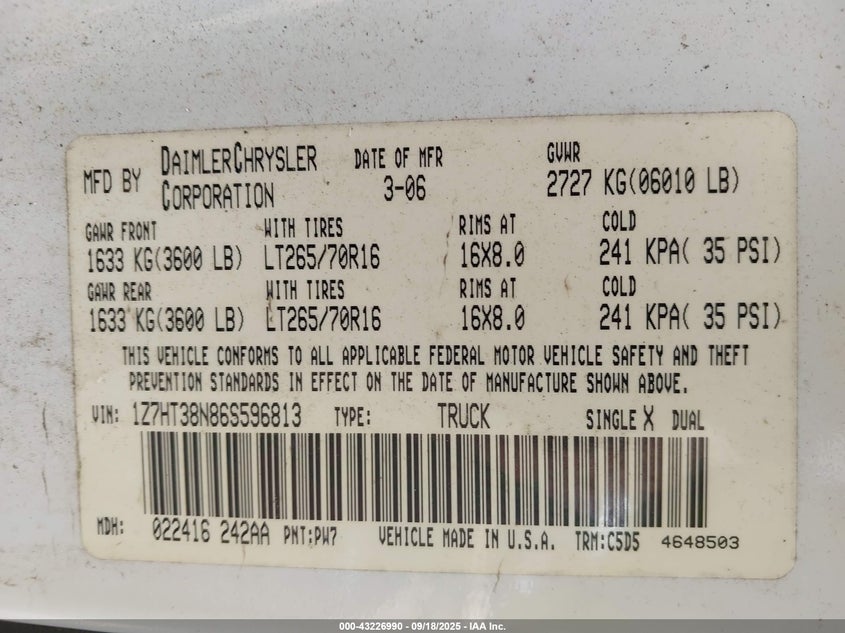 MFD BY DAIMLERCHRYSLER CORPORATION DATE OF MFR 3-06 GVWR 2727 KG(06010 LB)
GAWR FRONT WITH TIRES RIMS AT COLD
1633 KG(3600 LB) LT265/70R16 16X8.0 241 KPA( 35 PSI)
GAWR REAR WITH TIRES RIMS AT COLD
1633 KG(3600 LB) LT265/70R16 16X8.0 241 KPA( 35 PSI)
THIS VEHICLE CONFORMS TO ALL APPLICABLE FEDERAL MOTOR VEHICLE SAFETY AND THEFT
PREVENTION STANDARDS IN EFFECT ON THE DATE OF MANUFACTURE SHOWN ABOVE.
VIN: 1Z7HT38N86S596813 TYPE: TRUCK SINGLE X DUAL
MDH: 022416 242AA PNT:PW7 VEHICLE MADE IN U.S.A. TRM:C5D5 4648503
000-43226990 - 09/18/2025 - IAA Inc.